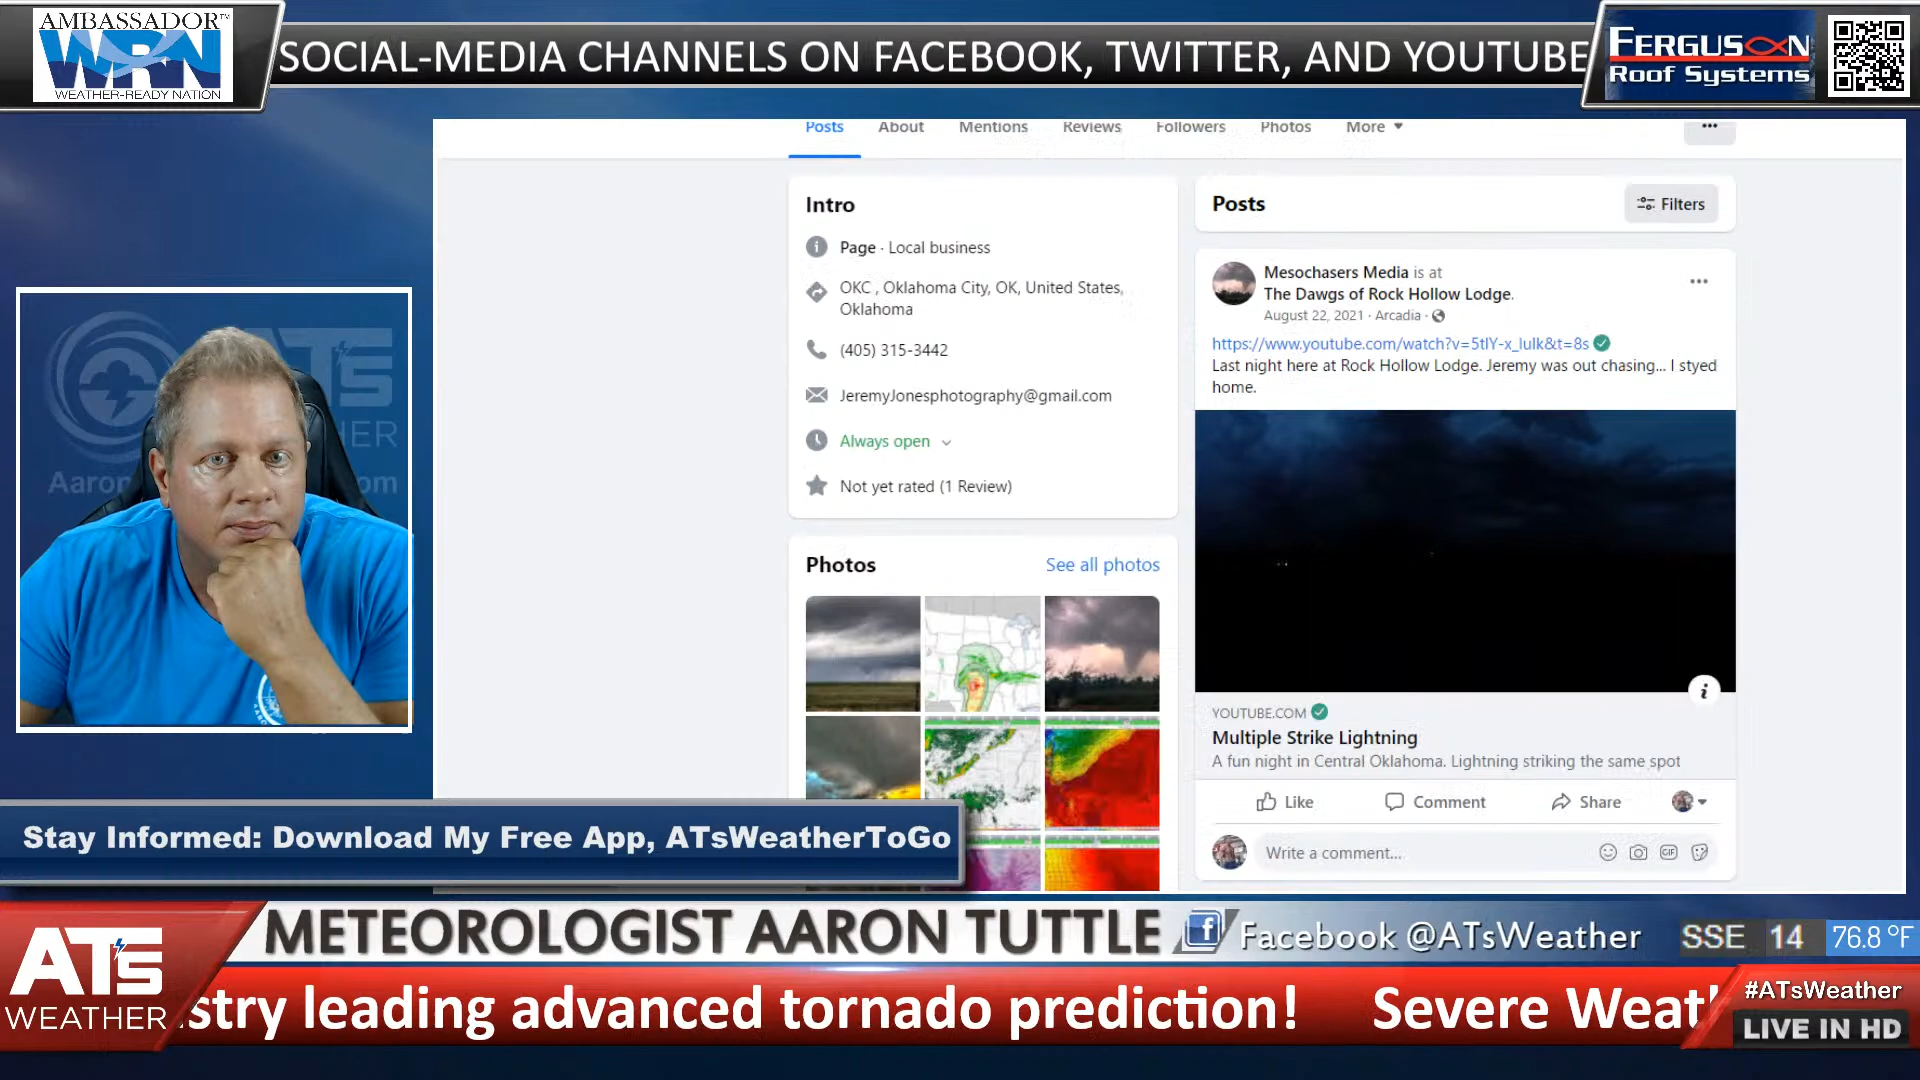 AMBASSADOR™
WRN
WEATHER-READY NATION
SOCIAL-MEDIA CHANNELS ON FACEBOOK, TWITTER, AND YOUTUBE
FERGUSON
Roof Systems
Posts About Mentions Reviews Followers Photos More
Intro
Page · Local business
OKC , Oklahoma City, OK, United States,
Oklahoma
(405) 315-3442
JeremyJonesphotography@gmail.com
Always open
Not yet rated (1 Review)
Photos
See all photos
Posts
Filters
Mesochasers Media is at
The Dawgs of Rock Hollow Lodge.
August 22, 2021 · Arcadia ·
https://www.youtube.com/watch?v=5tlY-x_lulk&t=8s
Last night here at Rock Hollow Lodge. Jeremy was out chasing... I styed
home.
YOUTUBE.COM
Multiple Strike Lightning
A fun night in Central Oklahoma. Lightning striking the same spot
Like Comment Share
Write a comment...
GIF
ATs
HER
Aaron
om
Stay Informed: Download My Free App, ATsWeatherToGo
METEOROLOGIST AARON TUTTLE
Facebook @ATsWeather
SSE 14 76.8 °F
ATs
WEATHER
stry leading advanced tornado prediction! Severe Weat
#ATsWeather
LIVE IN HD